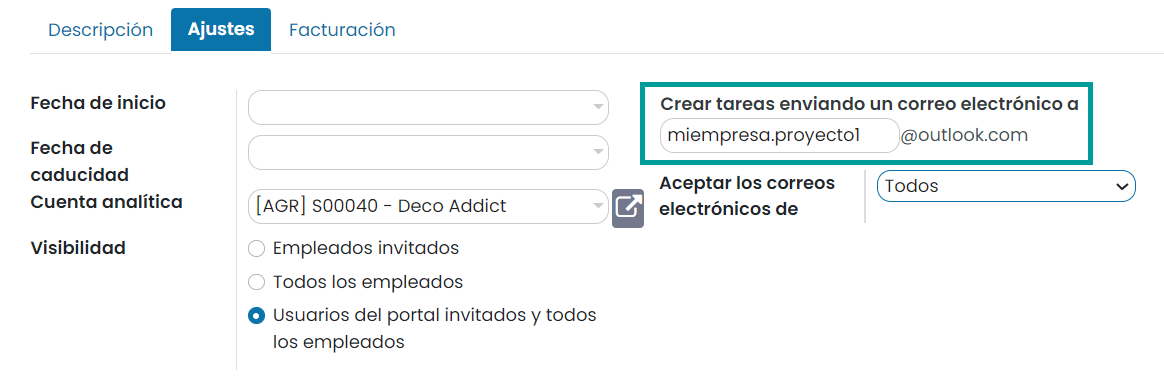 Descripción
Ajustes
Facturación
Fecha de inicio
Fecha de
caducidad
Cuenta analítica
[AGR] S00040 - Deco Addict
Visibilidad
Empleados invitados
Todos los empleados
Usuarios del portal invitados y todos
los empleados
Crear tareas enviando un correo electrónico a
miempresa.proyecto1 @outlook.com
Aceptar los correos
electrónicos de
Todos